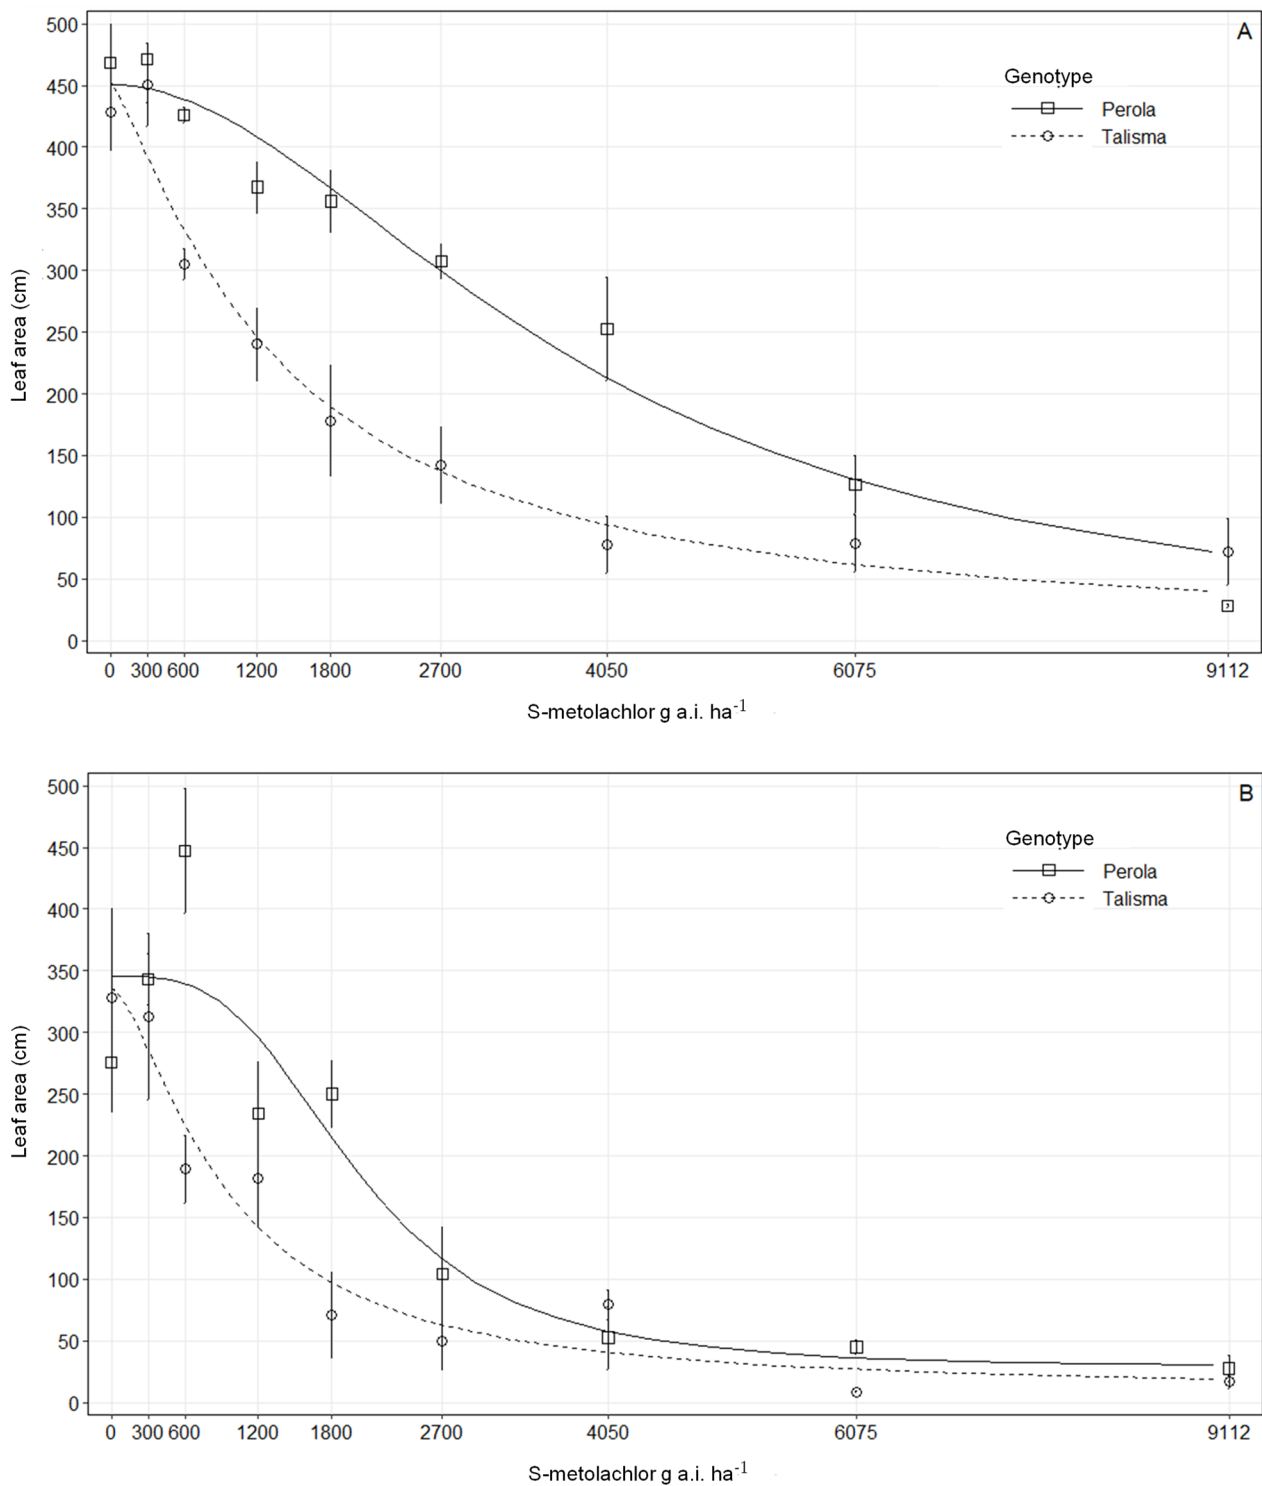 A
500
450
400
350
300
250
200
150
100
50
0
Leaf area (cm)
Genotype
Perola
Talisma
0 300 600 1200 1800 2700 4050 6075 9112
S-metolachlor g a.i. ha⁻¹
B
500
450
400
350
300
250
200
150
100
50
0
Leaf area (cm)
Genotype
Perola
Talisma
0 300 600 1200 1800 2700 4050 6075 9112
S-metolachlor g a.i. ha⁻¹